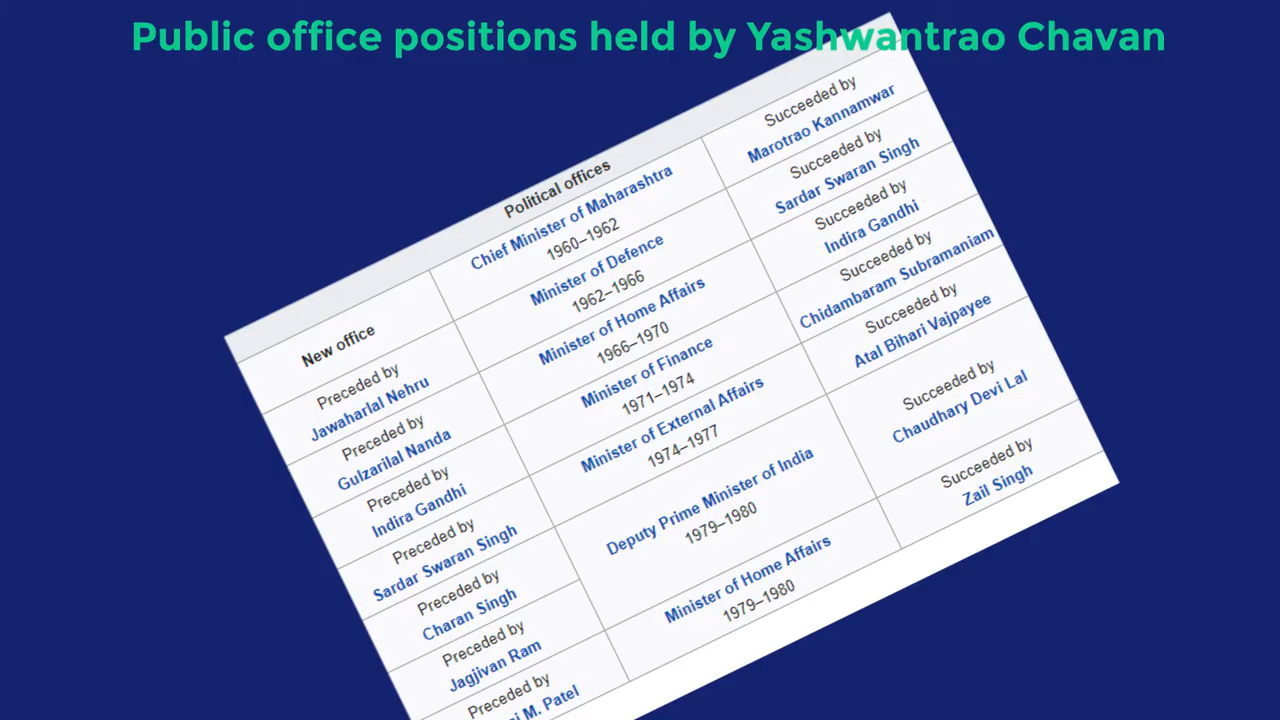 Public office positions held by Yashwantrao Chavan
Political offices
New office
Chief Minister of Maharashtra
1960–1962
Succeeded by
Marotrao Kannamwar
Preceded by
Jawaharlal Nehru
Minister of Defence
1962–1966
Succeeded by
Sardar Swaran Singh
Preceded by
Gulzarilal Nanda
Minister of Home Affairs
1966–1970
Succeeded by
Indira Gandhi
Preceded by
Indira Gandhi
Minister of Finance
1971–1974
Succeeded by
Chidambaram Subramaniam
Preceded by
Sardar Swaran Singh
Minister of External Affairs
1974–1977
Succeeded by
Atal Bihari Vajpayee
Preceded by
Charan Singh
Preceded by
Jagjivan Ram
Deputy Prime Minister of India
1979–1980
Succeeded by
Chaudhary Devi Lal
Preceded by
M. Patel
Minister of Home Affairs
1979–1980
Succeeded by
Zail Singh